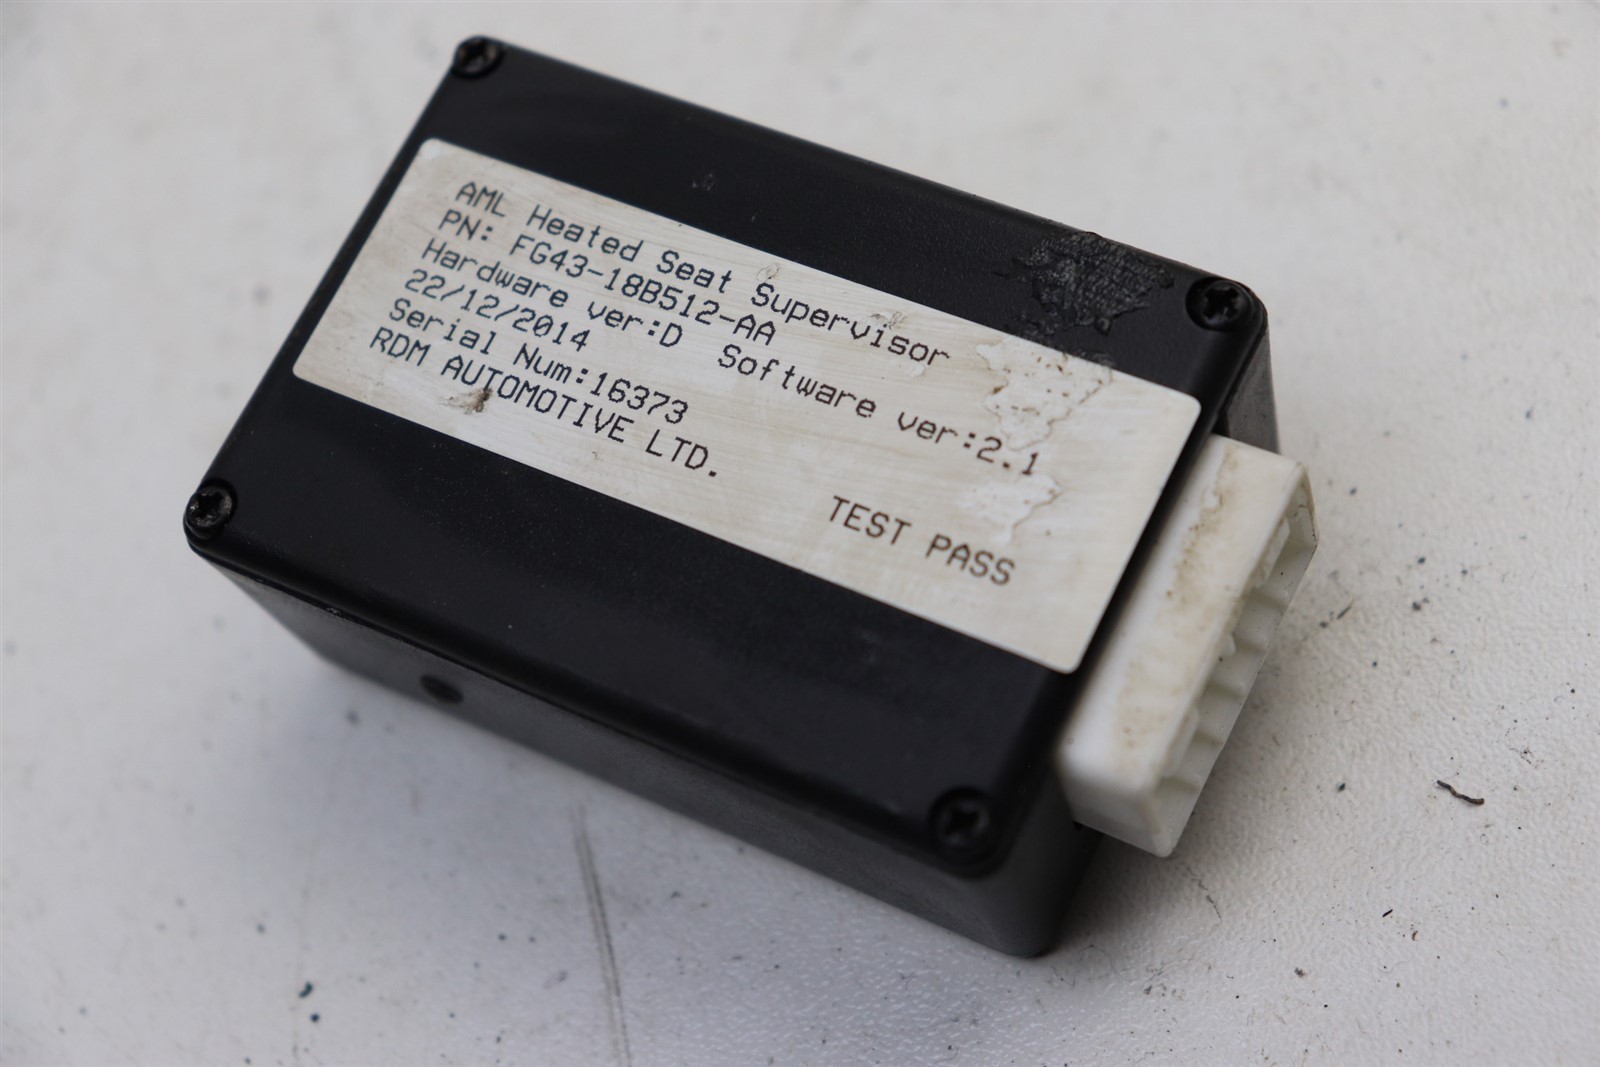 AML Heated Seat Supervisor
PN: FG43-18B512-AA
Hardware ver:D Software ver:2.1
22/12/2014
Serial Num:16373
RDM AUTOMOTIVE LTD.
TEST PASS